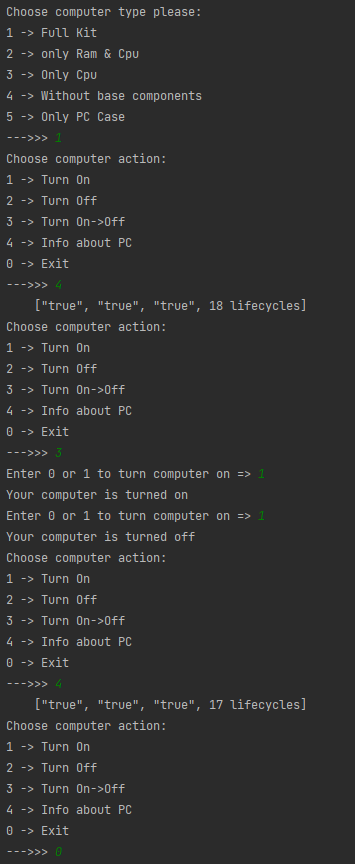 Choose computer type please:
1 -> Full Kit
2 -> only Ram & Cpu
3 -> Only Cpu
4 -> Without base components
5 -> Only PC Case
--->>> 1
Choose computer action:
1 -> Turn On
2 -> Turn Off
3 -> Turn On->Off
4 -> Info about PC
0 -> Exit
--->>> 4
    ["true", "true", "true", 18 lifecycles]
Choose computer action:
1 -> Turn On
2 -> Turn Off
3 -> Turn On->Off
4 -> Info about PC
0 -> Exit
--->>> 3
Enter 0 or 1 to turn computer on => 1
Your computer is turned on
Enter 0 or 1 to turn computer on => 1
Your computer is turned off
Choose computer action:
1 -> Turn On
2 -> Turn Off
3 -> Turn On->Off
4 -> Info about PC
0 -> Exit
--->>> 4
    ["true", "true", "true", 17 lifecycles]
Choose computer action:
1 -> Turn On
2 -> Turn Off
3 -> Turn On->Off
4 -> Info about PC
0 -> Exit
--->>> 0